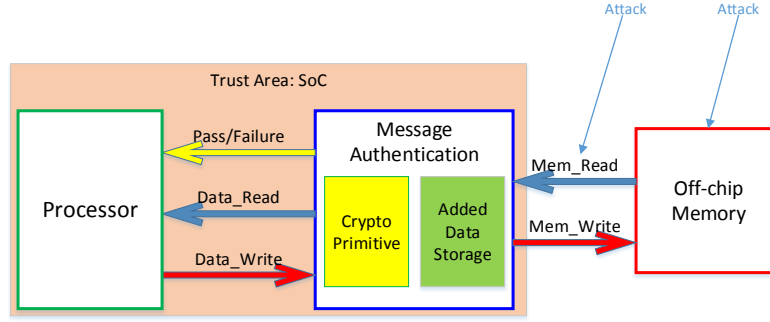 Attack
Attack
Trust Area: SoC
Processor
Pass/Failure
Data_Read
Data_Write
Message
Authentication
Crypto
Primitive
Added
Data
Storage
Mem_Read
Mem_Write
Off-chip
Memory